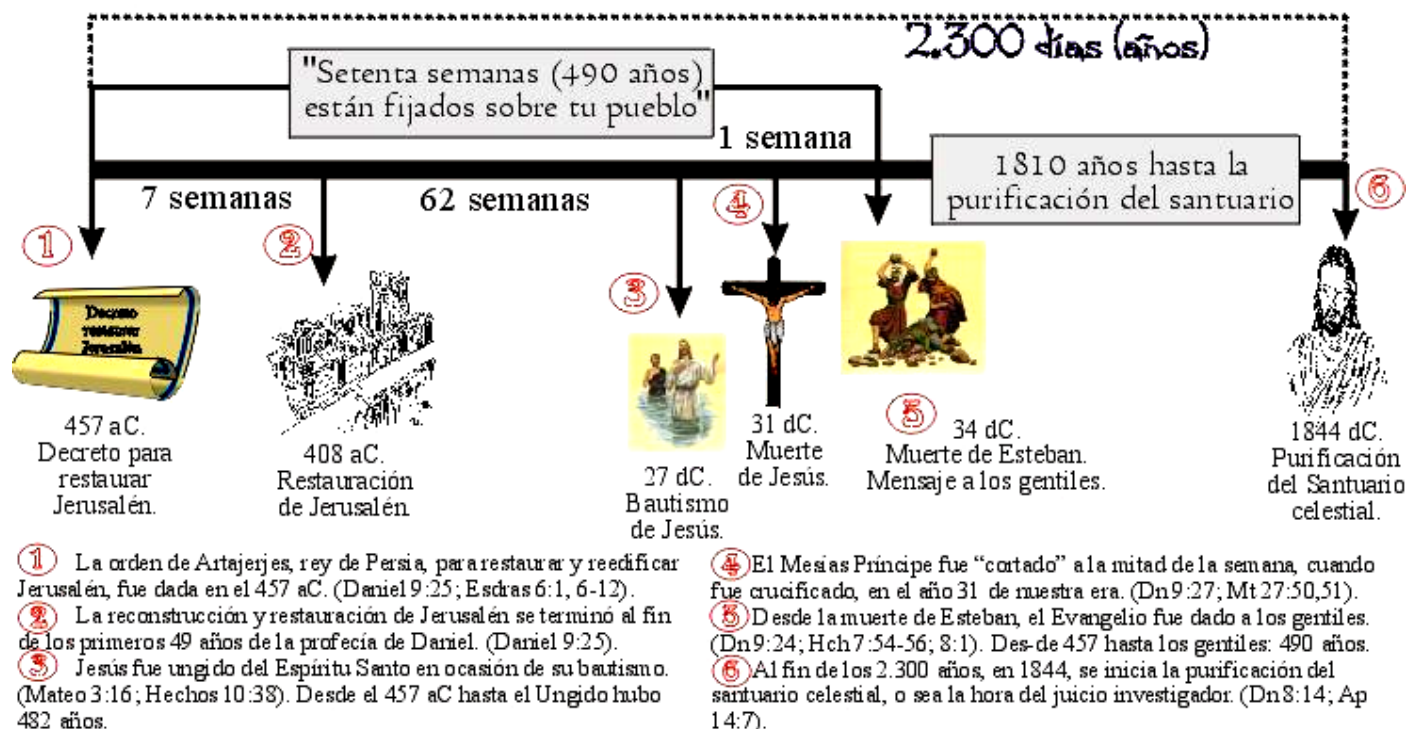 2.300 días (años)
"Setenta semanas (490 años)
están fijados sobre tu pueblo"
1 semana
1810 años hasta la
purificación del santuario
7 semanas
62 semanas
1
2
3
4
5
6
Decreto
restaurar
Jerusalén
457 aC.
Decreto para
restaurar
Jerusalén.
408 aC.
Restauración
de Jerusalén
27 dC.
Bautismo
de Jesús.
31 dC.
Muerte
de Jesús.
34 dC.
Muerte de Esteban.
Mensaje a los gentiles.
1844 dC.
Purificación
del Santuario
celestial.
1 La orden de Artajerjes, rey de Persia, para restaurar y reedificar
Jerusalén, fue dada en el 457 aC. (Daniel 9:25; Esdras 6:1, 6-12).
2 La reconstrucción y restauración de Jerusalén se terminó al fin
de los primeros 49 años de la profecía de Daniel. (Daniel 9:25).
3 Jesús fue ungido del Espíritu Santo en ocasión de su bautismo.
(Mateo 3:16; Hechos 10:38). Desde el 457 aC hasta el Ungido hubo
482 años.
4 El Mesias Príncipe fue “cortado” a la mitad de la semana, cuando
fue crucificado, en el año 31 de nuestra era. (Dn 9:27; Mt 27:50,51).
5 Desde la muerte de Esteban, el Evangelio fue dado a los gentiles.
(Dn 9:24; Hch 7:54-56; 8:1). Des-de 457 hasta los gentiles: 490 años.
6 Al fin de los 2.300 años, en 1844, se inicia la purificación del
santuario celestial, o sea la hora del juicio investigador. (Dn 8:14; Ap
14:7).